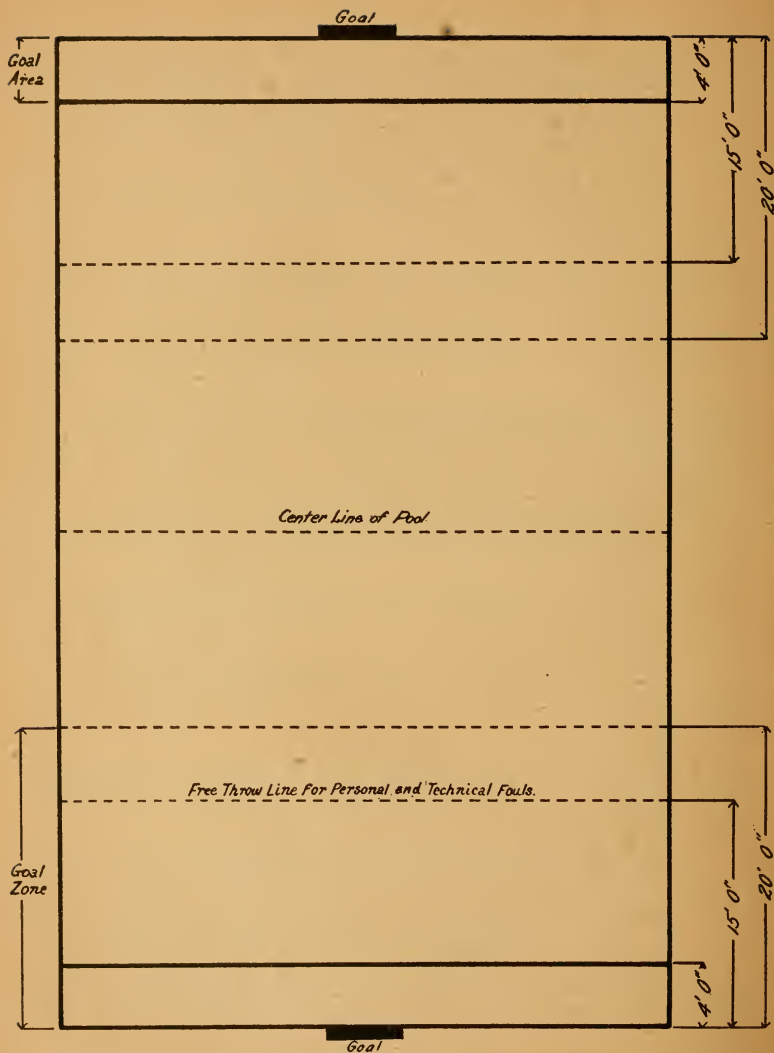 Goal
Goal
Area
4' 0"
15' 0"
20' 0"
Center Line of Pool
Free Throw Line For Personal and Technical Fouls.
Goal
Zone
20' 0"
15' 0"
4' 0"
Goal